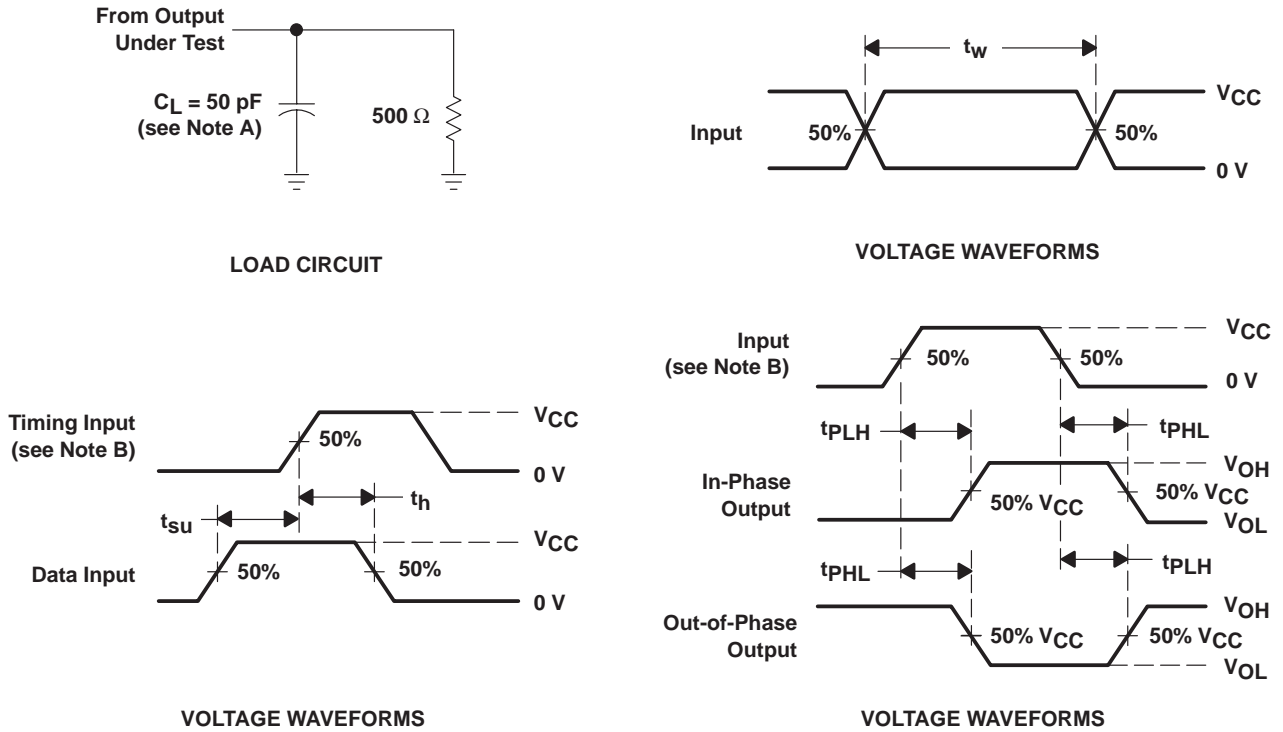 From Output
Under Test
CL = 50 pF
(see Note A)
500 Ω
LOAD CIRCUIT
tw
Input
50%
50%
VCC
0 V
VOLTAGE WAVEFORMS
Timing Input
(see Note B)
50%
VCC
0 V
th
tsu
Data Input
50%
50%
VCC
0 V
VOLTAGE WAVEFORMS
Input
(see Note B)
50%
50%
VCC
0 V
tPLH
tPHL
In-Phase
Output
50% VCC
VOH
50% VCC
VOL
tPHL
tPLH
Out-of-Phase
Output
50% VCC
VOH
50% VCC
VOL
VOLTAGE WAVEFORMS